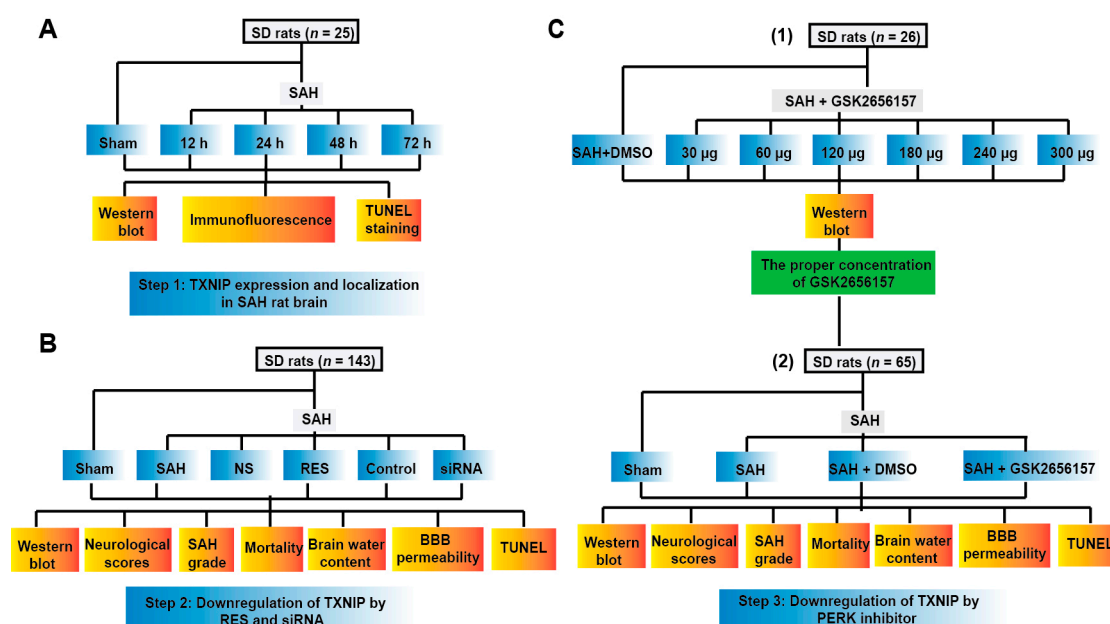 A
SD rats (n = 25)
SAH
Sham
12 h
24 h
48 h
72 h
Western
blot
Immunofluorescence
TUNEL
staining
Step 1: TXNIP expression and localization
in SAH rat brain
B
SD rats (n = 143)
SAH
Sham
SAH
NS
RES
Control
siRNA
Western
blot
Neurological
scores
SAH
grade
Mortality
Brain water
content
BBB
permeability
TUNEL
Step 2: Downregulation of TXNIP by
RES and siRNA
C
(1)
SD rats (n = 26)
SAH + GSK2656157
SAH+DMSO
30 μg
60 μg
120 μg
180 μg
240 μg
300 μg
Western
blot
The proper concentration
of GSK2656157
(2)
SD rats (n = 65)
SAH
Sham
SAH
SAH + DMSO
SAH + GSK2656157
Western
blot
Neurological
scores
SAH
grade
Mortality
Brain water
content
BBB
permeability
TUNEL
Step 3: Downregulation of TXNIP by
PERK inhibitor